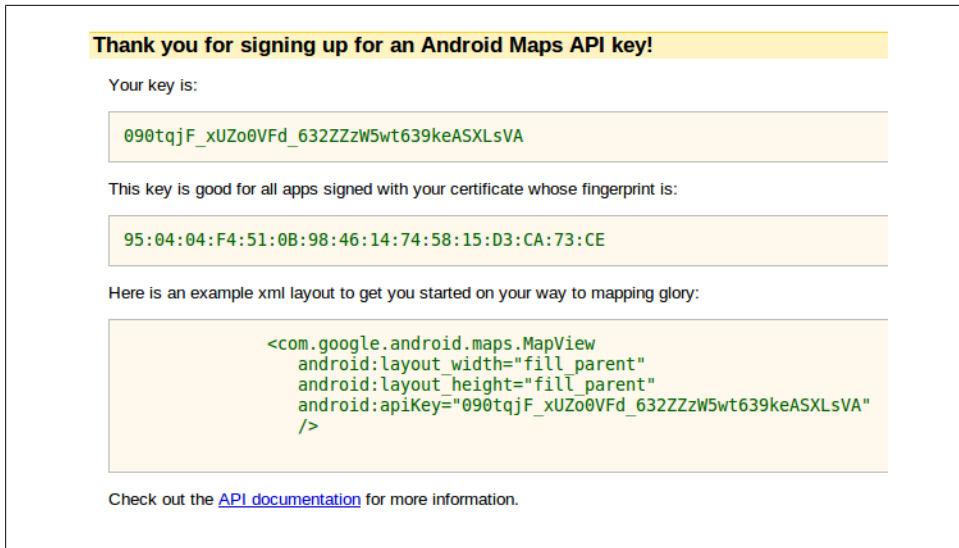 Thank you for signing up for an Android Maps API key!
Your key is:
090tqjF_xUZo0VFd_632ZZzW5wt639keASXLsVA
This key is good for all apps signed with your certificate whose fingerprint is:
95:04:04:F4:51:0B:98:46:14:74:58:15:D3:CA:73:CE
Here is an example xml layout to get you started on your way to mapping glory:
<com.google.android.maps.MapView
android:layout_width="fill_parent"
android:layout_height="fill_parent"
android:apiKey="090tqjF_xUZo0VFd_632ZZzW5wt639keASXLsVA"
/>
Check out the API documentation for more information.